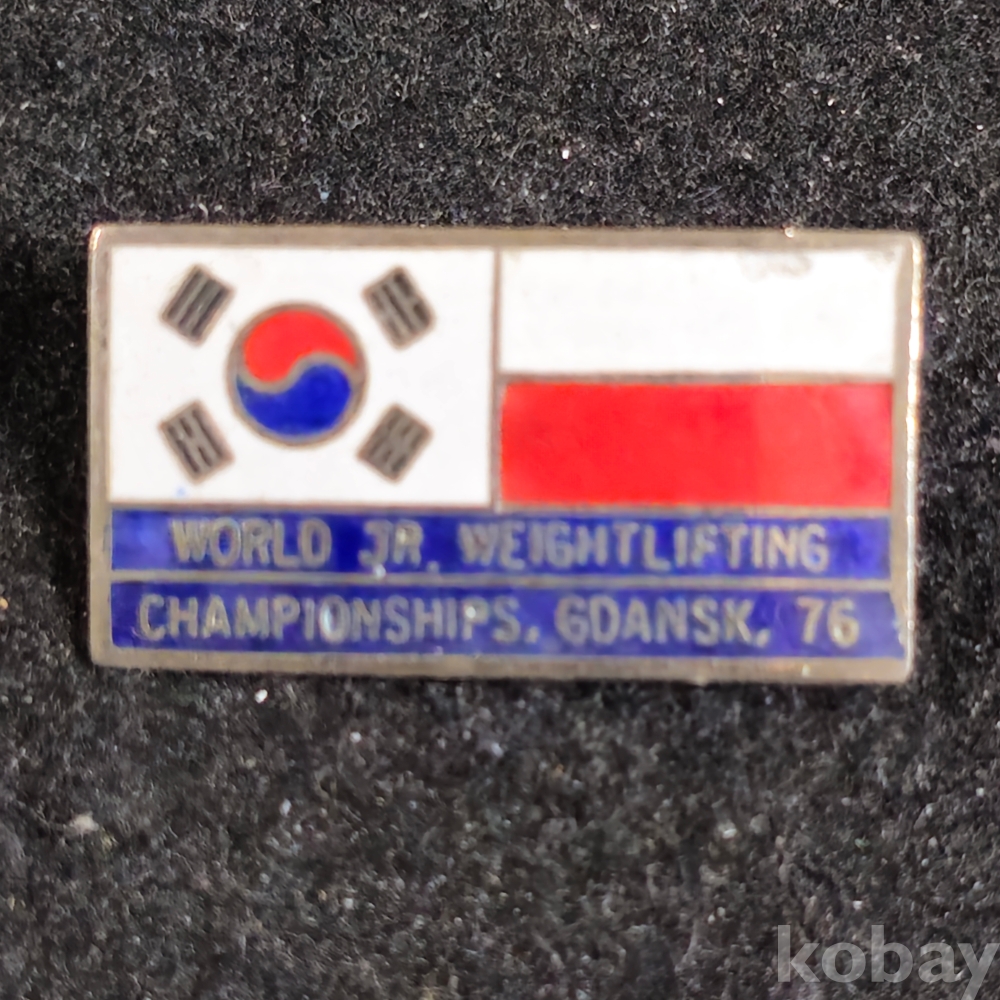 WORLD JR. WEIGHTLIFTING
CHAMPIONSHIPS. GDANSK. 76
kobay